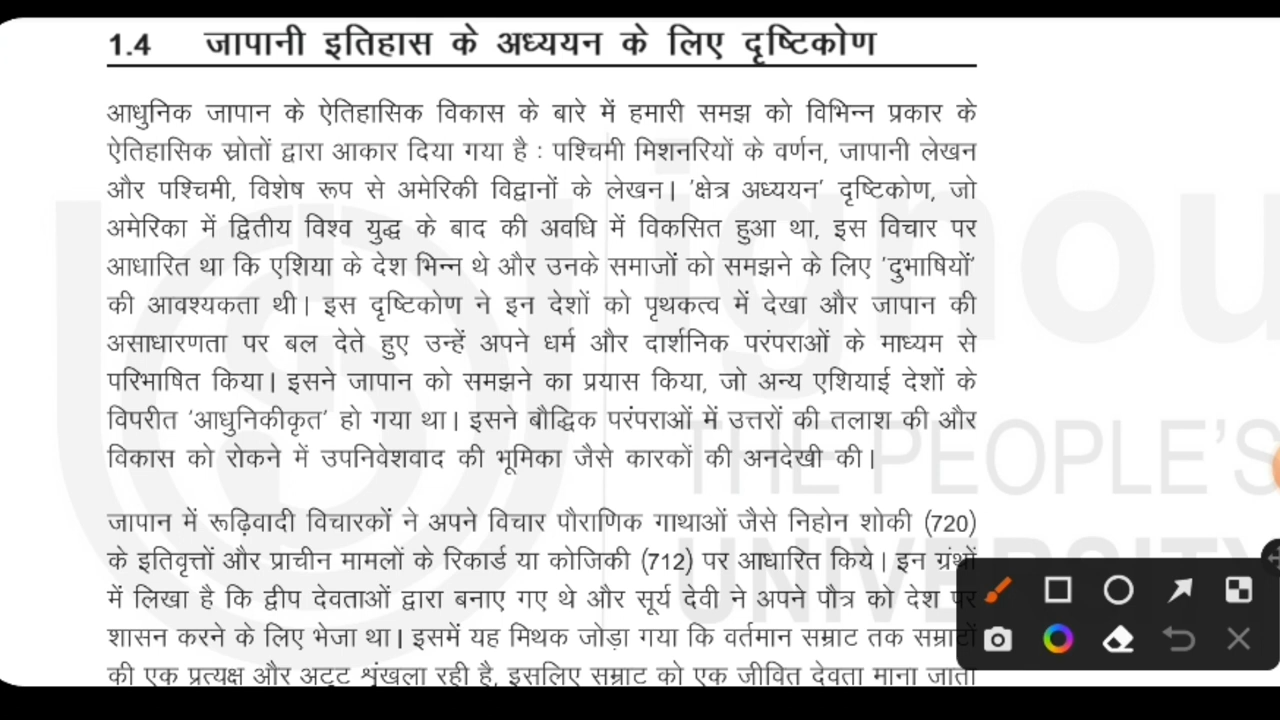 1.4 जापानी इतिहास के अध्ययन के लिए दृष्टिकोण
आधुनिक जापान के ऐतिहासिक विकास के बारे में हमारी समझ को विभिन्न प्रकार के
ऐतिहासिक स्रोतों द्वारा आकार दिया गया है : पश्चिमी मिशनरियों के वर्णन, जापानी लेखन
और पश्चिमी, विशेष रूप से अमेरिकी विद्वानों के लेखन। 'क्षेत्र अध्ययन' दृष्टिकोण, जो
अमेरिका में द्वितीय विश्व युद्ध के बाद की अवधि में विकसित हुआ था, इस विचार पर
आधारित था कि एशिया के देश भिन्न थे और उनके समाजों को समझने के लिए 'दुभाषियों'
की आवश्यकता थी। इस दृष्टिकोण ने इन देशों को पृथकत्व में देखा और जापान की
असाधारणता पर बल देते हुए उन्हें अपने धर्म और दार्शनिक परंपराओं के माध्यम से
परिभाषित किया। इसने जापान को समझने का प्रयास किया, जो अन्य एशियाई देशों के
विपरीत 'आधुनिकीकृत' हो गया था। इसने बौद्धिक परंपराओं में उत्तरों की तलाश की और
विकास को रोकने में उपनिवेशवाद की भूमिका जैसे कारकों की अनदेखी की।
जापान में रूढ़िवादी विचारकों ने अपने विचार पौराणिक गाथाओं जैसे निहोन शोकी (720)
के इतिवृत्तों और प्राचीन मामलों के रिकार्ड या कोजिकी (712) पर आधारित किये। इन ग्रंथों
में लिखा है कि द्वीप देवताओं द्वारा बनाए गए थे और सूर्य देवी ने अपने पौत्र को देश पर
शासन करने के लिए भेजा था। इसमें यह मिथक जोड़ा गया कि वर्तमान सम्राट तक सम्राटों
की एक प्रत्यक्ष और अटूट शृंखला रही है, इसलिए सम्राट को एक जीवित देवता माना जाता
ignou
THE PEOPLE'S
UNIVERSITY